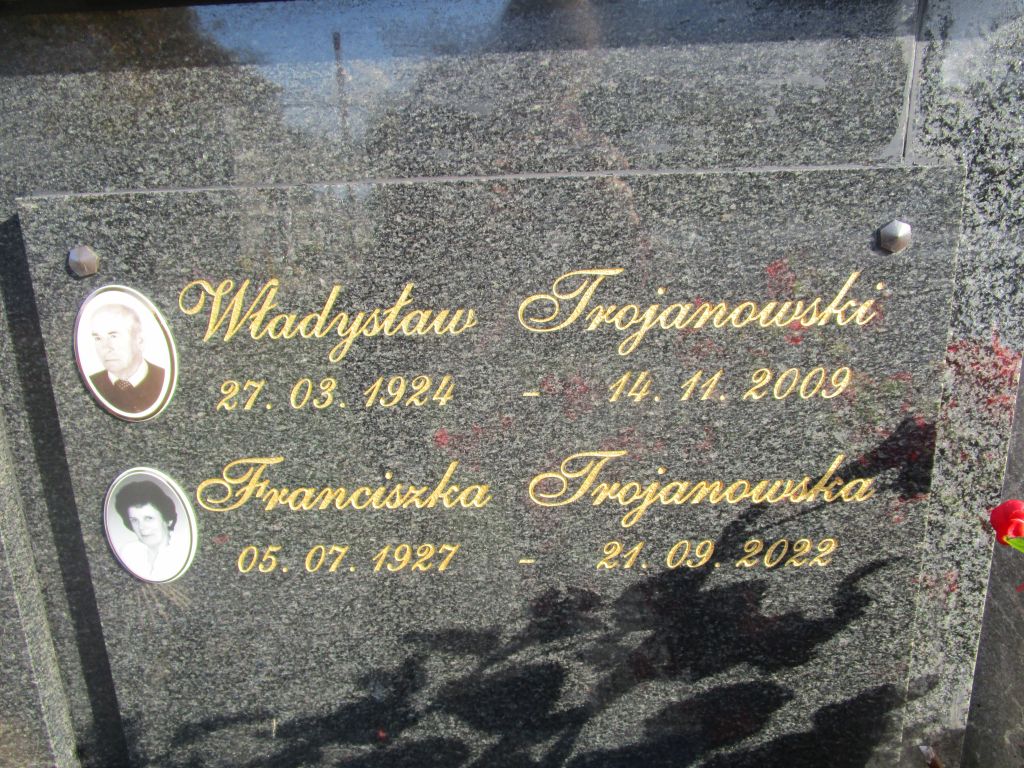 Władysław Trojanowski
27. 03. 1924 - 14. 11. 2009
Franciszka Trojanowska
05. 07. 1927 - 21. 09. 2022